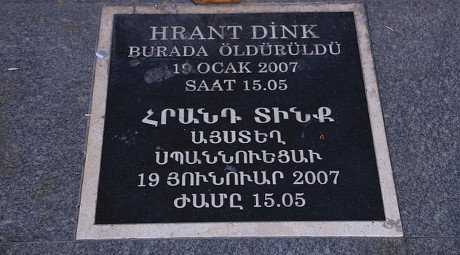 HRANT DİNK
BURADA ÖLDÜRÜLDÜ
19 OCAK 2007
SAAT 15.05
ՀՐԱՆԴ ՏԻՆՔ
ԱՅՍՏԵՂ
ՍՊԱՆՆՈՒԵՑԱՒ
19 ՅՈՒՆՈՒԱՐ 2007
ԺԱՄԸ 15.05